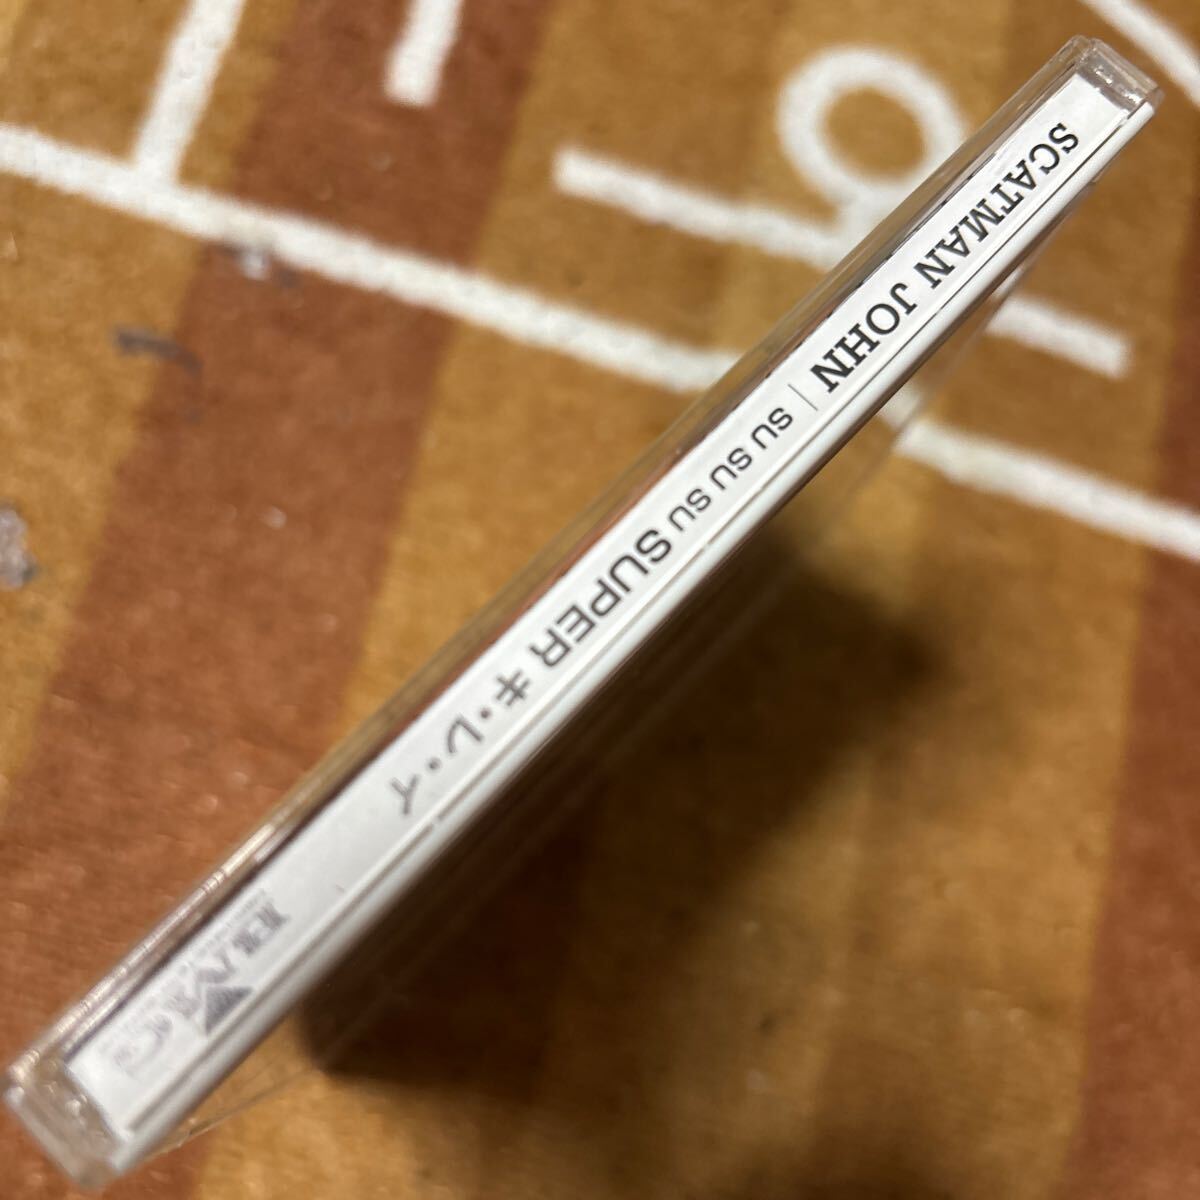 SCATMAN JOHN | SU SU SU SUPER キ・レ・イ